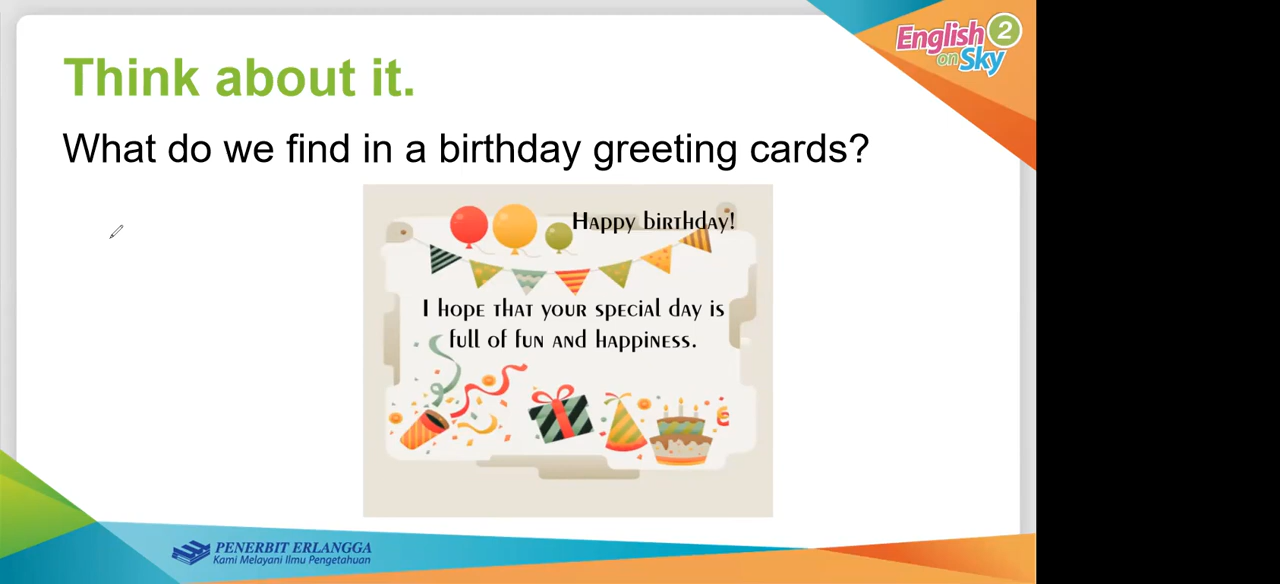 English 2
on Sky
Think about it.
What do we find in a birthday greeting cards?
Happy birthday!
I hope that your special day is
full of fun and happiness.
PENERBIT ERLANGGA
Kami Melayani Ilmu Pengetahuan